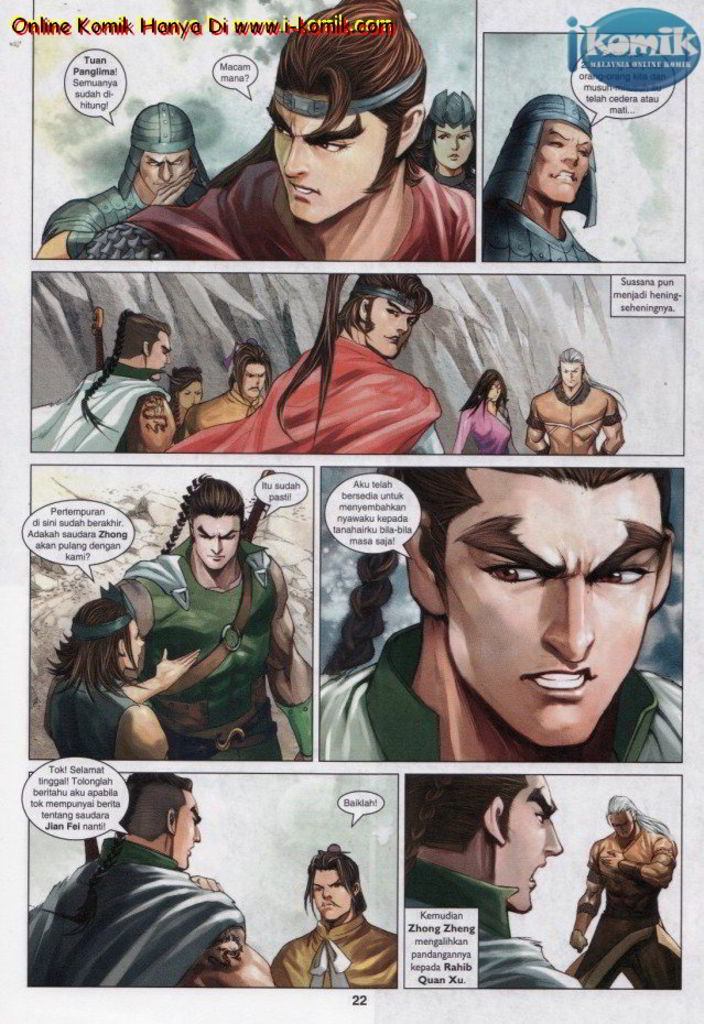 Online Komik Hanya Di www.i-komik.com
ikomik
MALAYSIA ONLINE KOMIK
Tuan
Panglima!
Semuanya
sudah di-
hitung!
Macam
mana?
orang-orang kita dan
telah cedera atau
mati...
Suasana pun
menjadi hening-
seheningnya.
Pertempuran
di sini sudah berakhir.
Adakah saudara Zhong
akan pulang dengan
kami?
Itu sudah
pasti!
Aku telah
bersedia untuk
menyembahkan
nyawaku kepada
tanahairku bila-bila
masa saja!
Tok! Selamat
tinggal! Tolonglah
beritahu aku apabila
tok mempunyai berita
tentang saudara
Jian Fei nanti!
Baiklah!
Kemudian
Zhong Zheng
mengalihkan
pandangannya
kepada Rahib
Quan Xu.
22